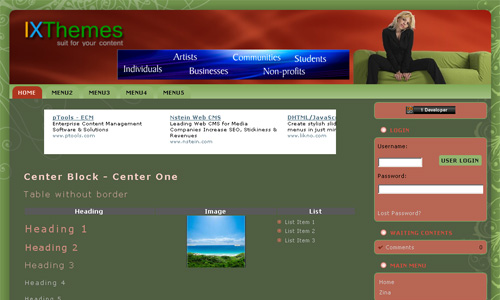 IXThemes
suit for your content
Artists
Communities
Students
Individuals
Businesses
Non-profits
HOME
MENU2
MENU3
MENU4
MENU5
pTools - ECM
Enterprise Content Management
Software & Solutions
www.ptools.com
Nstein Web CMS
Leading Web CMS for Media
Companies Increase SEO, Stickiness &
Revenues
www.nstein.com
DHTML/JavaSc
Create stylish slid
menus in just min
www.likno.com
Developer
LOGIN
Username:
USER LOGIN
Password:
Lost Password?
WAITING CONTENTS
Comments 0
MAIN MENU
Home
Zina
Center Block - Center One
Table without border
Heading Image List
Heading 1
Heading 2
Heading 3
Heading 4
Heading 5
List Item 1
List Item 2
List Item 3